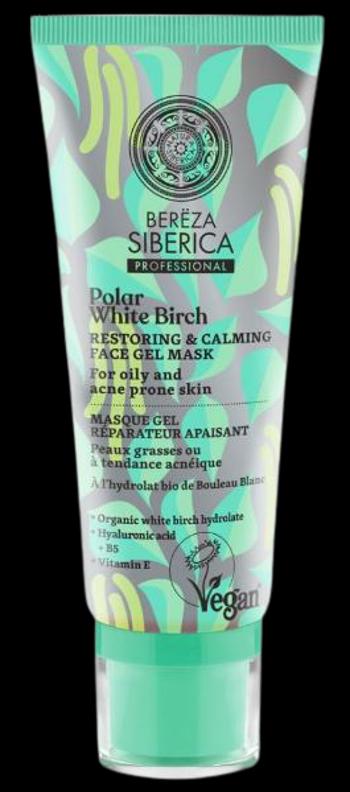 NATURA SIBERICA
BERËZA
SIBERICA
PROFESSIONAL
Polar
White Birch
RESTORING & CALMING
FACE GEL MASK
For oily and
acne prone skin
MASQUE GEL
RÉPARATEUR APAISANT
Peaux grasses ou
à tendance acnéique
À l'hydrolat bio de Bouleau Blanc
+ Organic white birch hydrolate
+ Hyaluronic acid
+ B5
+ Vitamin E
Vegan